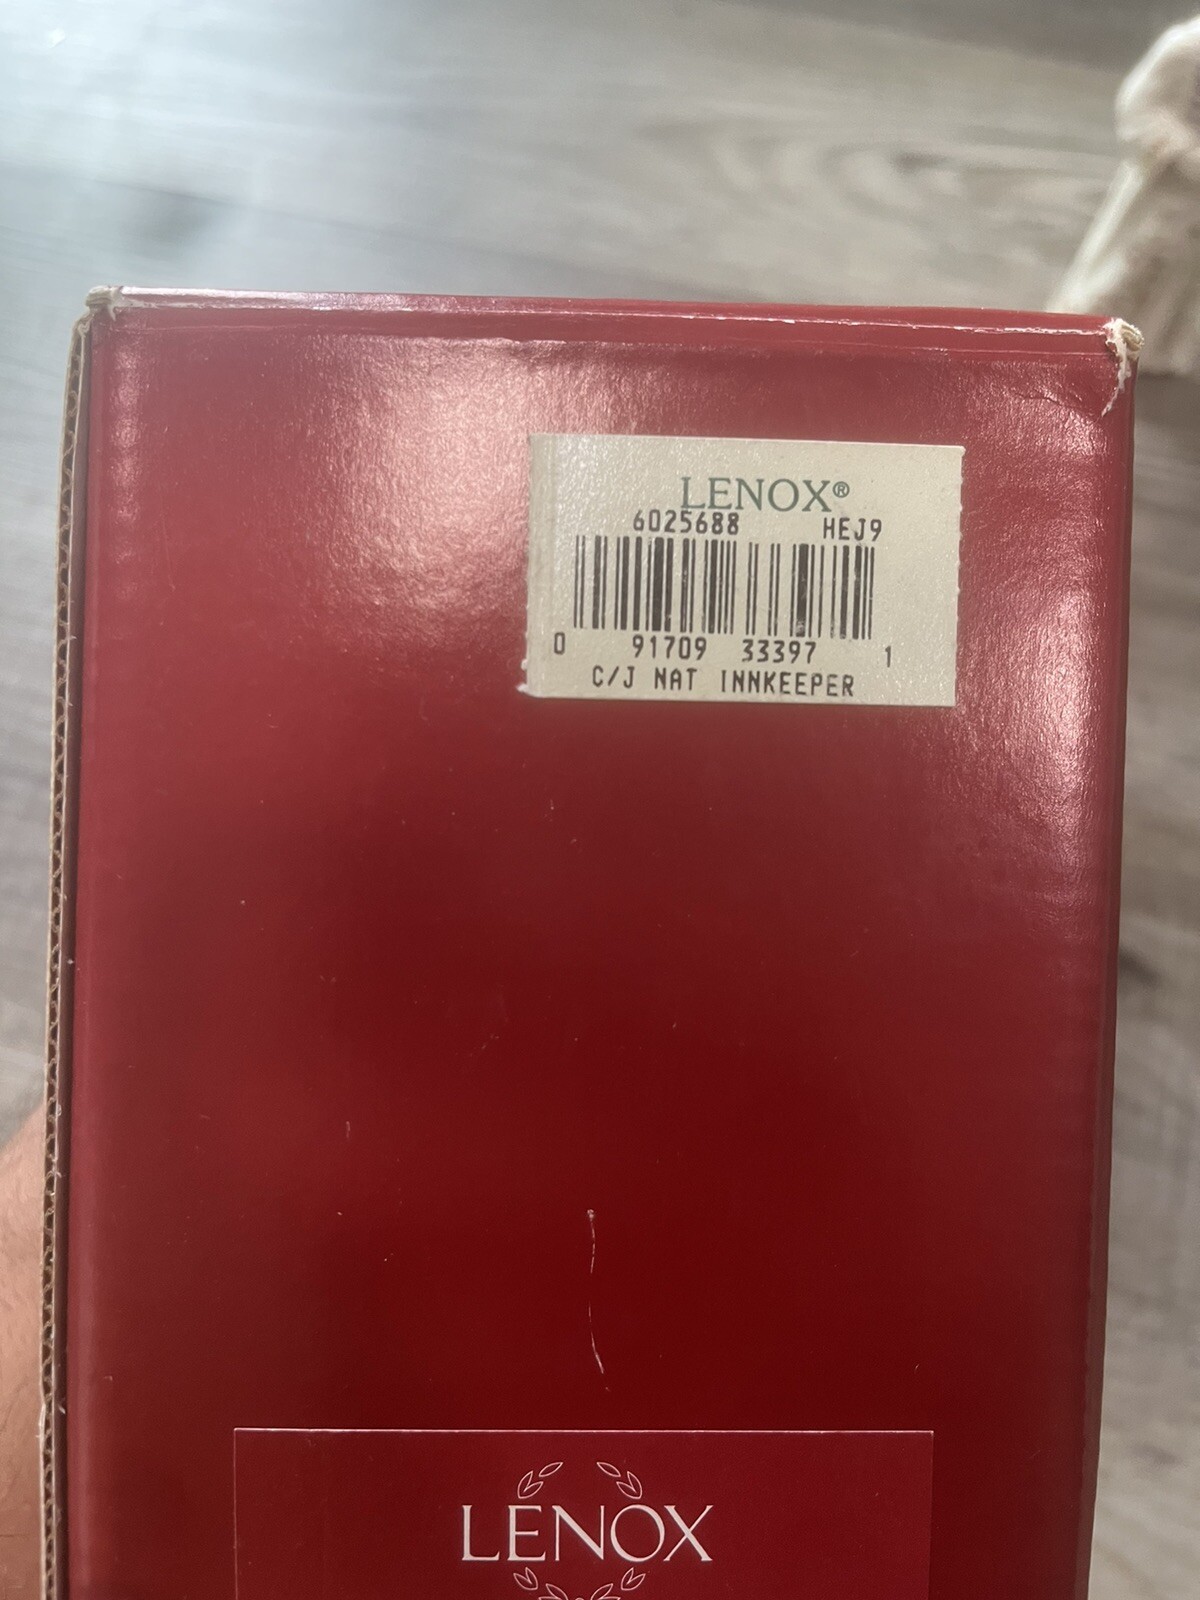 LENOX®
6025688 HEJ9
0 91709 33397 1
C/J NAT INNKEEPER
LENOX